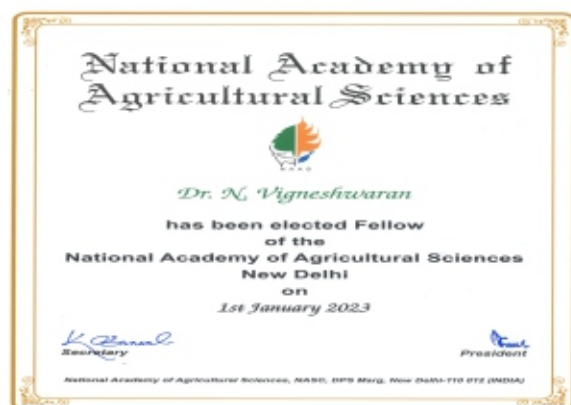 National Academy of
Agricultural Sciences
NAAS
Dr. N. Vigneshwaran
has been elected Fellow
of the
National Academy of Agricultural Sciences
New Delhi
on
1st January 2023
K. Bansal
Secretary
President
National Academy of Agricultural Sciences, NASC, DPS Marg, New Delhi-110 012 (INDIA)